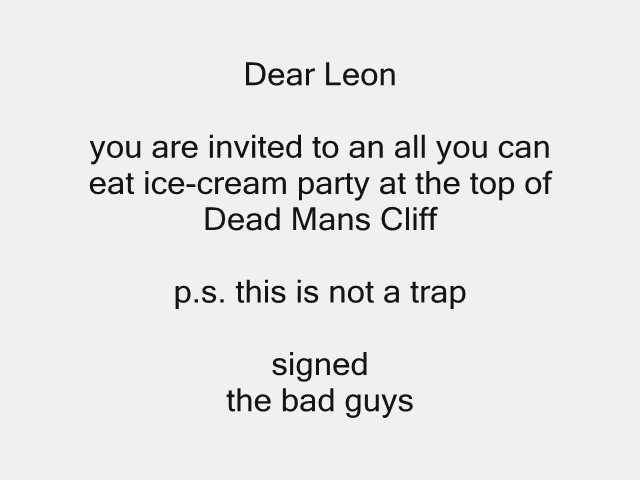 Dear Leon
you are invited to an all you can
eat ice-cream party at the top of
Dead Mans Cliff
p.s. this is not a trap
signed
the bad guys